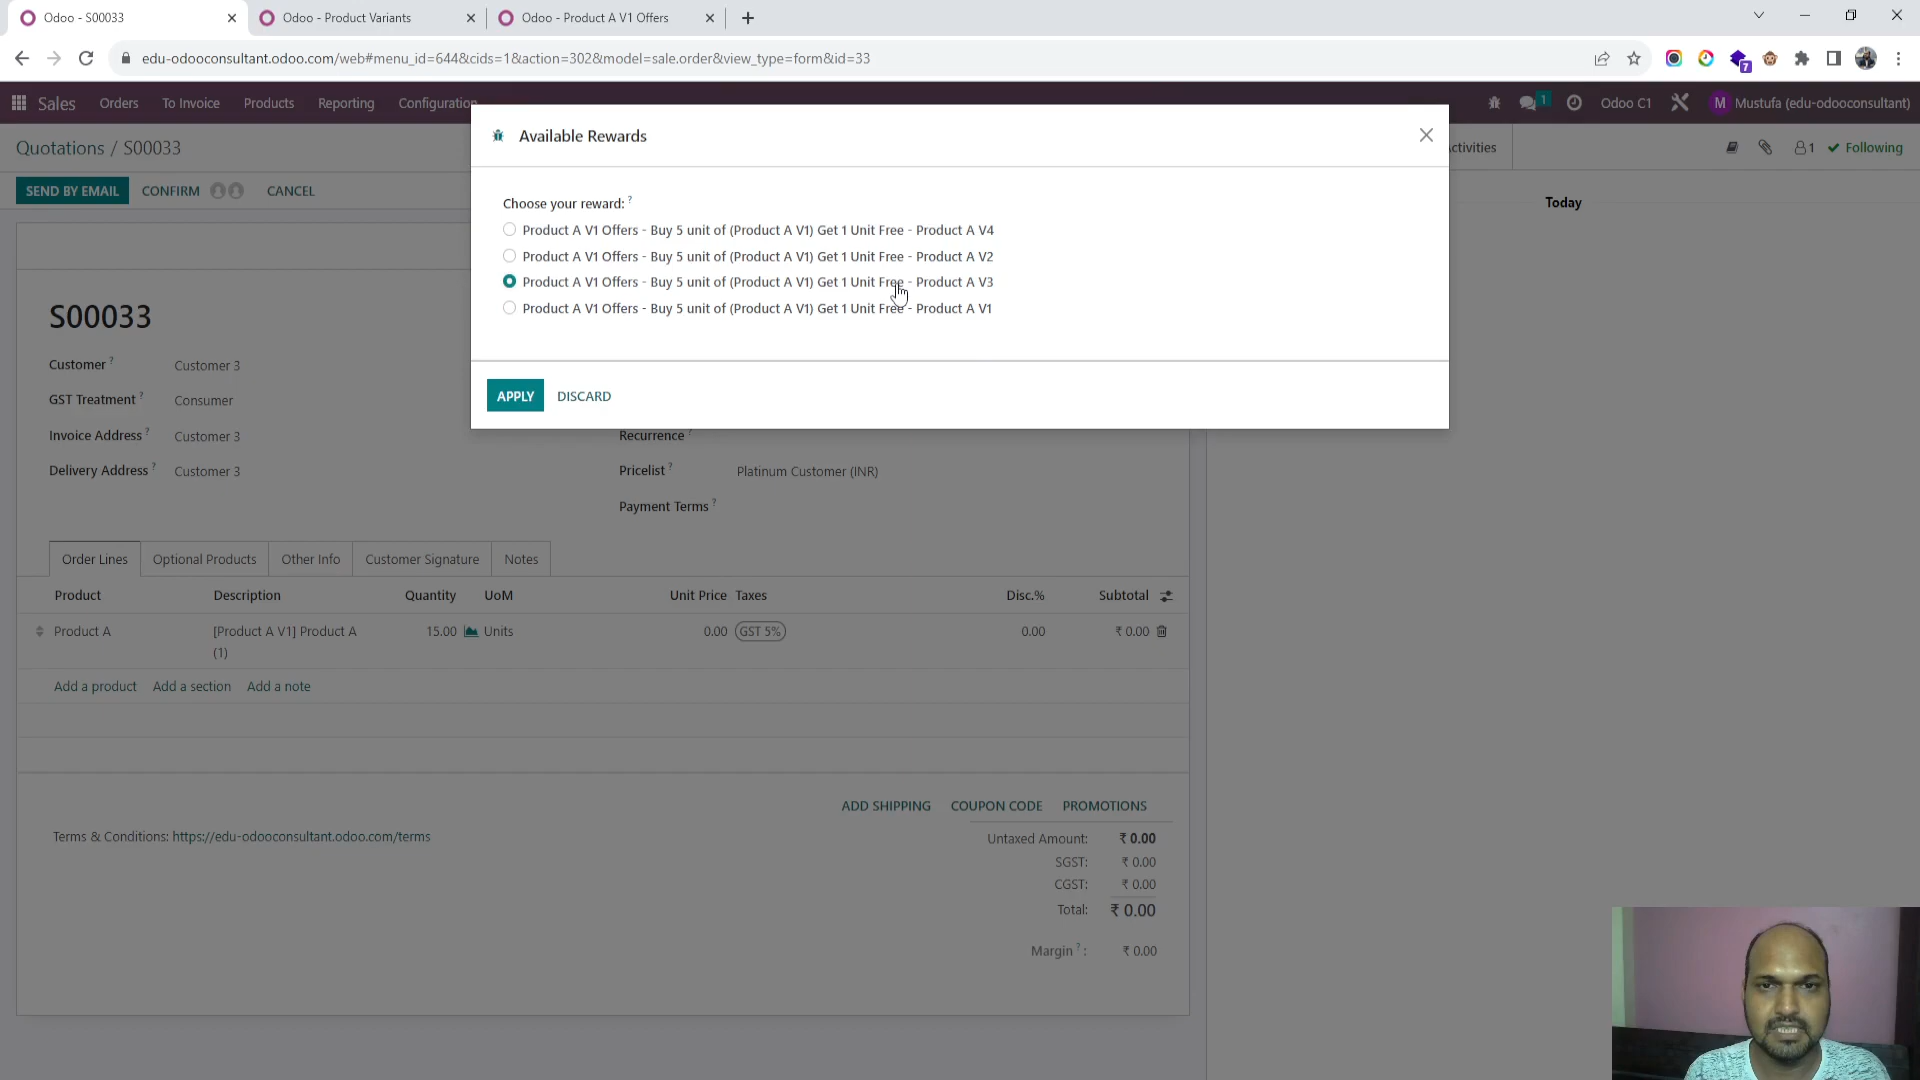 Odoo - S00033
Odoo - Product Variants
Odoo - Product A V1 Offers
edu-odooconsultant.odoo.com/web#menu_id=644&cids=1&action=302&model=sale.order&view_type=form&id=33
7
Sales Orders To Invoice Products Reporting Configuration
1 Odoo C1 M Mustufa (edu-odooconsultant)
Available Rewards
Quotations / S00033
ctivities 1 Following
SEND BY EMAIL CONFIRM CANCEL
Today
Choose your reward: ?
Product A V1 Offers - Buy 5 unit of (Product A V1) Get 1 Unit Free - Product A V4
Product A V1 Offers - Buy 5 unit of (Product A V1) Get 1 Unit Free - Product A V2
Product A V1 Offers - Buy 5 unit of (Product A V1) Get 1 Unit Free - Product A V3
Product A V1 Offers - Buy 5 unit of (Product A V1) Get 1 Unit Free - Product A V1
APPLY DISCARD
S00033
Customer ? Customer 3
GST Treatment ? Consumer
Invoice Address ? Customer 3
Delivery Address ? Customer 3
Recurrence ?
Pricelist ? Platinum Customer (INR)
Payment Terms ?
Order Lines Optional Products Other Info Customer Signature Notes
Product Description Quantity UoM Unit Price Taxes Disc.% Subtotal
Product A [Product A V1] Product A 15.00 Units 0.00 GST 5% 0.00 ₹ 0.00
(1)
Add a product Add a section Add a note
ADD SHIPPING COUPON CODE PROMOTIONS
Terms & Conditions: https://edu-odooconsultant.odoo.com/terms
Untaxed Amount: ₹ 0.00
SGST: ₹ 0.00
CGST: ₹ 0.00
Total: ₹ 0.00
Margin ? : ₹ 0.00